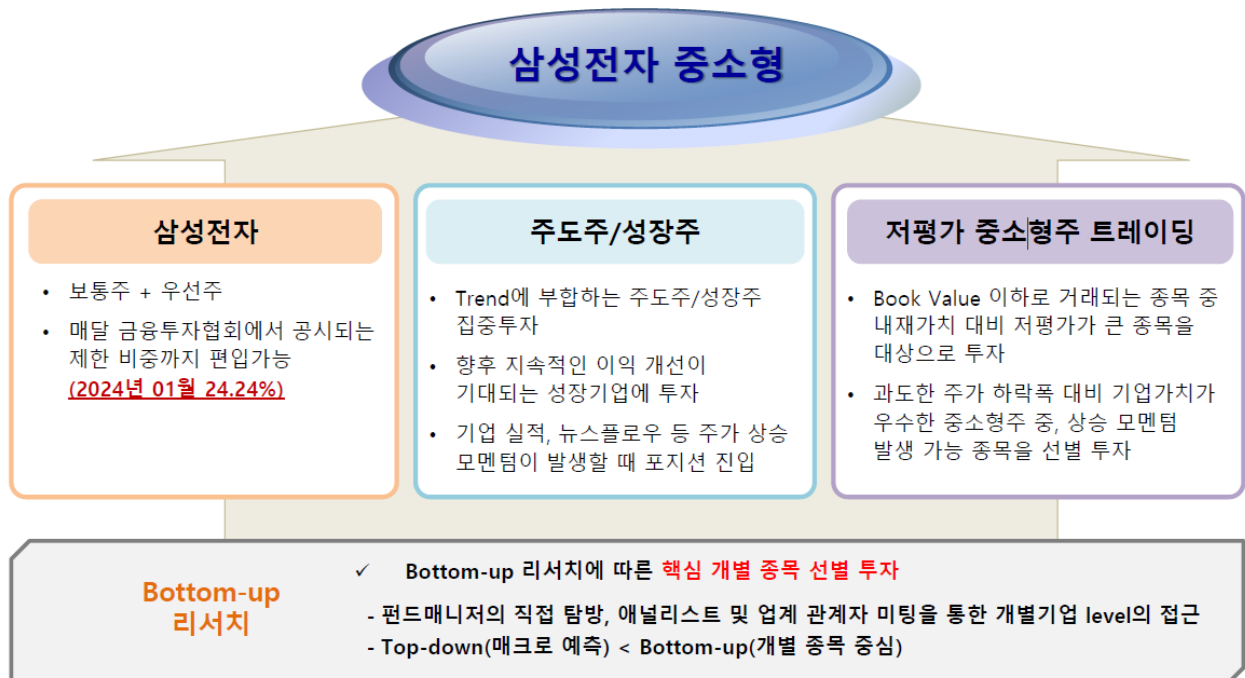 삼성전자 중소형
삼성전자
• 보통주 + 우선주
• 매달 금융투자협회에서 공시되는
제한 비중까지 편입가능
(2024년 01월 24.24%)
주도주/성장주
• Trend에 부합하는 주도주/성장주
집중투자
• 향후 지속적인 이익 개선이
기대되는 성장기업에 투자
• 기업 실적, 뉴스플로우 등 주가 상승
모멘텀이 발생할 때 포지션 진입
저평가 중소형주 트레이딩
• Book Value 이하로 거래되는 종목 중
내재가치 대비 저평가가 큰 종목을
대상으로 투자
• 과도한 주가 하락폭 대비 기업가치가
우수한 중소형주 중, 상승 모멘텀
발생 가능 종목을 선별 투자
Bottom-up
리서치
✓ Bottom-up 리서치에 따른 핵심 개별 종목 선별 투자
- 펀드매니저의 직접 탐방, 애널리스트 및 업계 관계자 미팅을 통한 개별기업 level의 접근
- Top-down(매크로 예측) < Bottom-up(개별 종목 중심)